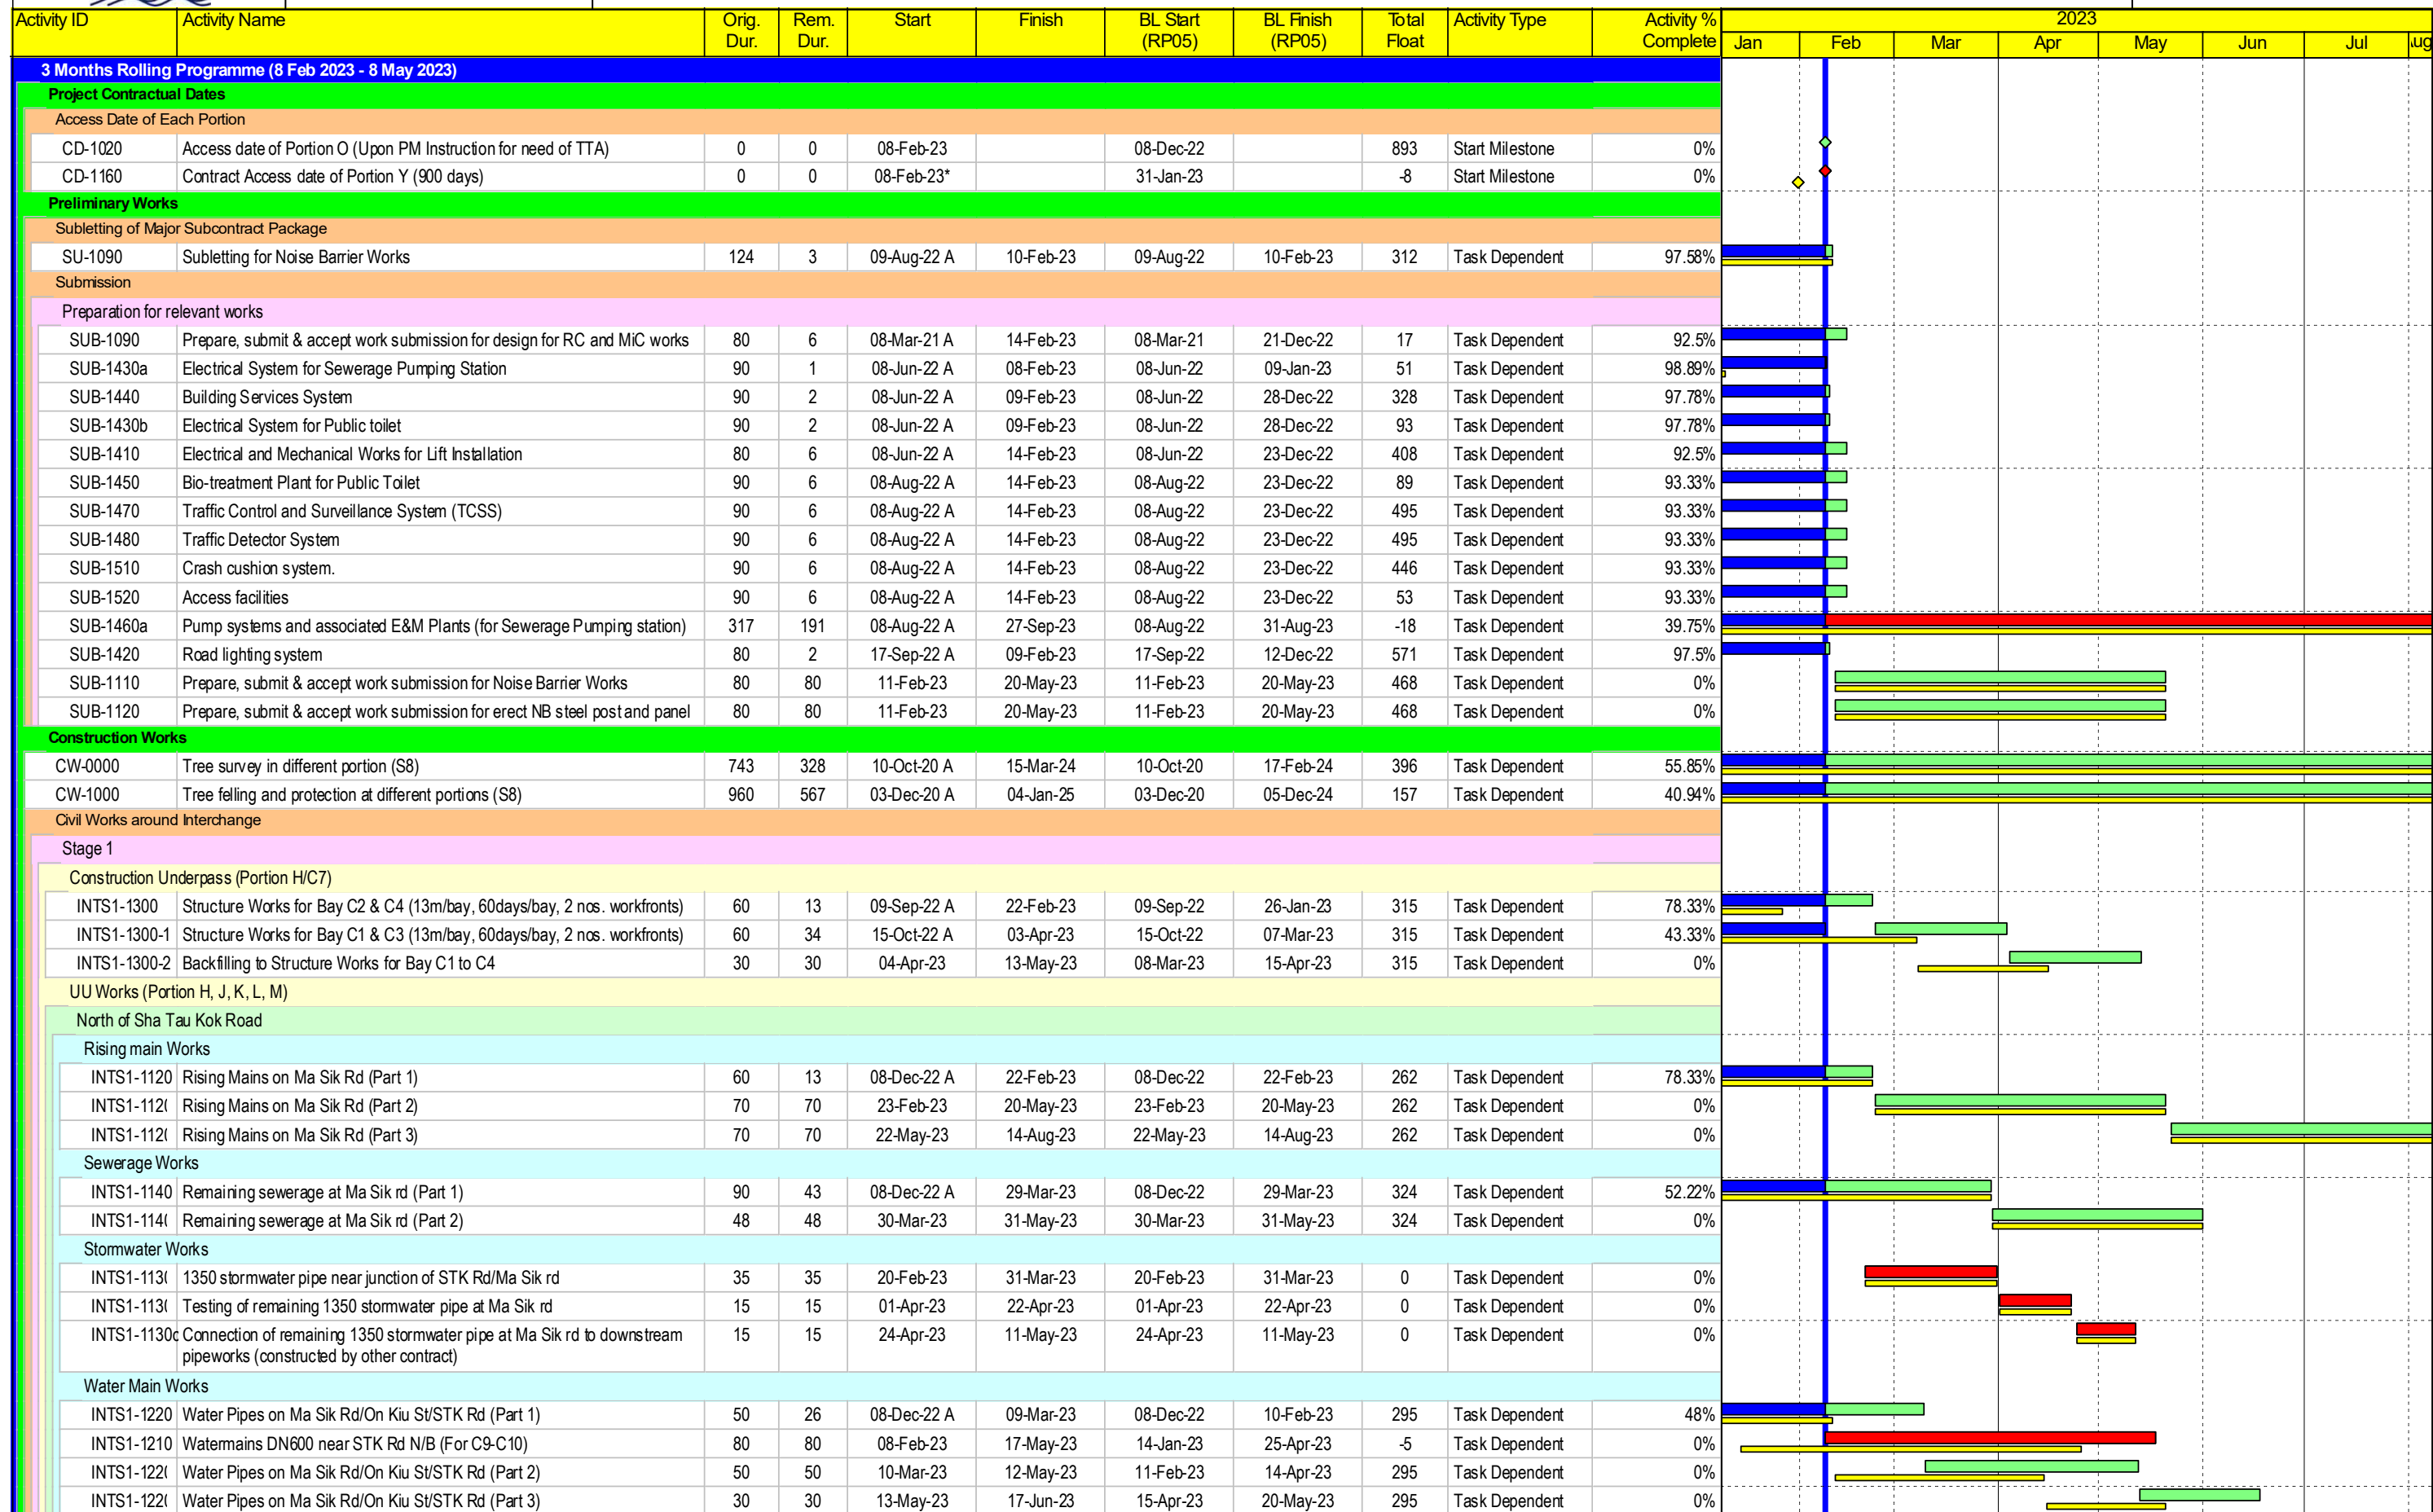 Activity ID Activity Name Orig. Dur. Rem. Dur. Start Finish BL Start (RP05) BL Finish (RP05) Total Float Activity Type Activity % Complete 2023
Jan Feb Mar Apr May Jun Jul
3 Months Rolling Programme (8 Feb 2023 - 8 May 2023)
Project Contractual Dates
Access Date of Each Portion
CD-1020 Access date of Portion O (Upon PM Instruction for need of TTA) 0 0 08-Feb-23 08-Dec-22 893 Start Milestone 0%
CD-1160 Contract Access date of Portion Y (900 days) 0 0 08-Feb-23* 31-Jan-23 -8 Start Milestone 0%
Preliminary Works
Subletting of Major Subcontract Package
SU-1090 Subletting for Noise Barrier Works 124 3 09-Aug-22 A 10-Feb-23 09-Aug-22 10-Feb-23 312 Task Dependent 97.58%
Submission
Preparation for relevant works
SUB-1090 Prepare, submit & accept work submission for design for RC and MiC works 80 6 08-Mar-21 A 14-Feb-23 08-Mar-21 21-Dec-22 17 Task Dependent 92.5%
SUB-1430a Electrical System for Sewerage Pumping Station 90 1 08-Jun-22 A 08-Feb-23 08-Jun-22 09-Jan-23 51 Task Dependent 98.89%
SUB-1440 Building Services System 90 2 08-Jun-22 A 09-Feb-23 08-Jun-22 28-Dec-22 328 Task Dependent 97.78%
SUB-1430b Electrical System for Public toilet 90 2 08-Jun-22 A 09-Feb-23 08-Jun-22 28-Dec-22 93 Task Dependent 97.78%
SUB-1410 Electrical and Mechanical Works for Lift Installation 80 6 08-Jun-22 A 14-Feb-23 08-Jun-22 23-Dec-22 408 Task Dependent 92.5%
SUB-1450 Bio-treatment Plant for Public Toilet 90 6 08-Aug-22 A 14-Feb-23 08-Aug-22 23-Dec-22 89 Task Dependent 93.33%
SUB-1470 Traffic Control and Surveillance System (TCSS) 90 6 08-Aug-22 A 14-Feb-23 08-Aug-22 23-Dec-22 495 Task Dependent 93.33%
SUB-1480 Traffic Detector System 90 6 08-Aug-22 A 14-Feb-23 08-Aug-22 23-Dec-22 495 Task Dependent 93.33%
SUB-1510 Crash cushion system. 90 6 08-Aug-22 A 14-Feb-23 08-Aug-22 23-Dec-22 446 Task Dependent 93.33%
SUB-1520 Access facilities 90 6 08-Aug-22 A 14-Feb-23 08-Aug-22 23-Dec-22 53 Task Dependent 93.33%
SUB-1460a Pump systems and associated E&M Plants (for Sewerage Pumping station) 317 191 08-Aug-22 A 27-Sep-23 08-Aug-22 31-Aug-23 -18 Task Dependent 39.75%
SUB-1420 Road lighting system 80 2 17-Sep-22 A 09-Feb-23 17-Sep-22 12-Dec-22 571 Task Dependent 97.5%
SUB-1110 Prepare, submit & accept work submission for Noise Barrier Works 80 80 11-Feb-23 20-May-23 11-Feb-23 20-May-23 468 Task Dependent 0%
SUB-1120 Prepare, submit & accept work submission for erect NB steel post and panel 80 80 11-Feb-23 20-May-23 11-Feb-23 20-May-23 468 Task Dependent 0%
Construction Works
CW-0000 Tree survey in different portion (S8) 743 328 10-Oct-20 A 15-Mar-24 10-Oct-20 17-Feb-24 396 Task Dependent 55.85%
CW-1000 Tree felling and protection at different portions (S8) 960 567 03-Dec-20 A 04-Jan-25 03-Dec-20 05-Dec-24 157 Task Dependent 40.94%
Civil Works around Interchange
Stage 1
Construction Underpass (Portion H/C7)
INTS1-1300 Structure Works for Bay C2 & C4 (13m/bay, 60days/bay, 2 nos. workfronts) 60 13 09-Sep-22 A 22-Feb-23 09-Sep-22 26-Jan-23 315 Task Dependent 78.33%
INTS1-1300-1 Structure Works for Bay C1 & C3 (13m/bay, 60days/bay, 2 nos. workfronts) 60 34 15-Oct-22 A 03-Apr-23 15-Oct-22 07-Mar-23 315 Task Dependent 43.33%
INTS1-1300-2 Backfilling to Structure Works for Bay C1 to C4 30 30 04-Apr-23 13-May-23 08-Mar-23 15-Apr-23 315 Task Dependent 0%
UU Works (Portion H, J, K, L, M)
North of Sha Tau Kok Road
Rising main Works
INTS1-1120 Rising Mains on Ma Sik Rd (Part 1) 60 13 08-Dec-22 A 22-Feb-23 08-Dec-22 22-Feb-23 262 Task Dependent 78.33%
INTS1-112 Rising Mains on Ma Sik Rd (Part 2) 70 70 23-Feb-23 20-May-23 23-Feb-23 20-May-23 262 Task Dependent 0%
INTS1-112 Rising Mains on Ma Sik Rd (Part 3) 70 70 22-May-23 14-Aug-23 22-May-23 14-Aug-23 262 Task Dependent 0%
Sewerage Works
INTS1-1140 Remaining sewerage at Ma Sik rd (Part 1) 90 43 08-Dec-22 A 29-Mar-23 08-Dec-22 29-Mar-23 324 Task Dependent 52.22%
INTS1-114 Remaining sewerage at Ma Sik rd (Part 2) 48 48 30-Mar-23 31-May-23 30-Mar-23 31-May-23 324 Task Dependent 0%
Stormwater Works
INTS1-113 1350 stormwater pipe near junction of STK Rd/Ma Sik rd 35 35 20-Feb-23 31-Mar-23 20-Feb-23 31-Mar-23 0 Task Dependent 0%
INTS1-113 Testing of remaining 1350 stormwater pipe at Ma Sik rd 15 15 01-Apr-23 22-Apr-23 01-Apr-23 22-Apr-23 0 Task Dependent 0%
INTS1-1130c Connection of remaining 1350 stormwater pipe at Ma Sik rd to downstream 15 15 24-Apr-23 11-May-23 24-Apr-23 11-May-23 0 Task Dependent 0%
pipeworks (constructed by other contract)
Water Main Works
INTS1-1220 Water Pipes on Ma Sik Rd/On Kiu St/STK Rd (Part 1) 50 26 08-Dec-22 A 09-Mar-23 08-Dec-22 10-Feb-23 295 Task Dependent 48%
INTS1-1210 Watermains DN600 near STK Rd N/B (For C9-C10) 80 80 08-Feb-23 17-May-23 14-Jan-23 25-Apr-23 -5 Task Dependent 0%
INTS1-122 Water Pipes on Ma Sik Rd/On Kiu St/STK Rd (Part 2) 50 50 10-Mar-23 12-May-23 11-Feb-23 14-Apr-23 295 Task Dependent 0%
INTS1-122 Water Pipes on Ma Sik Rd/On Kiu St/STK Rd (Part 3) 30 30 13-May-23 17-Jun-23 15-Apr-23 20-May-23 295 Task Dependent 0%